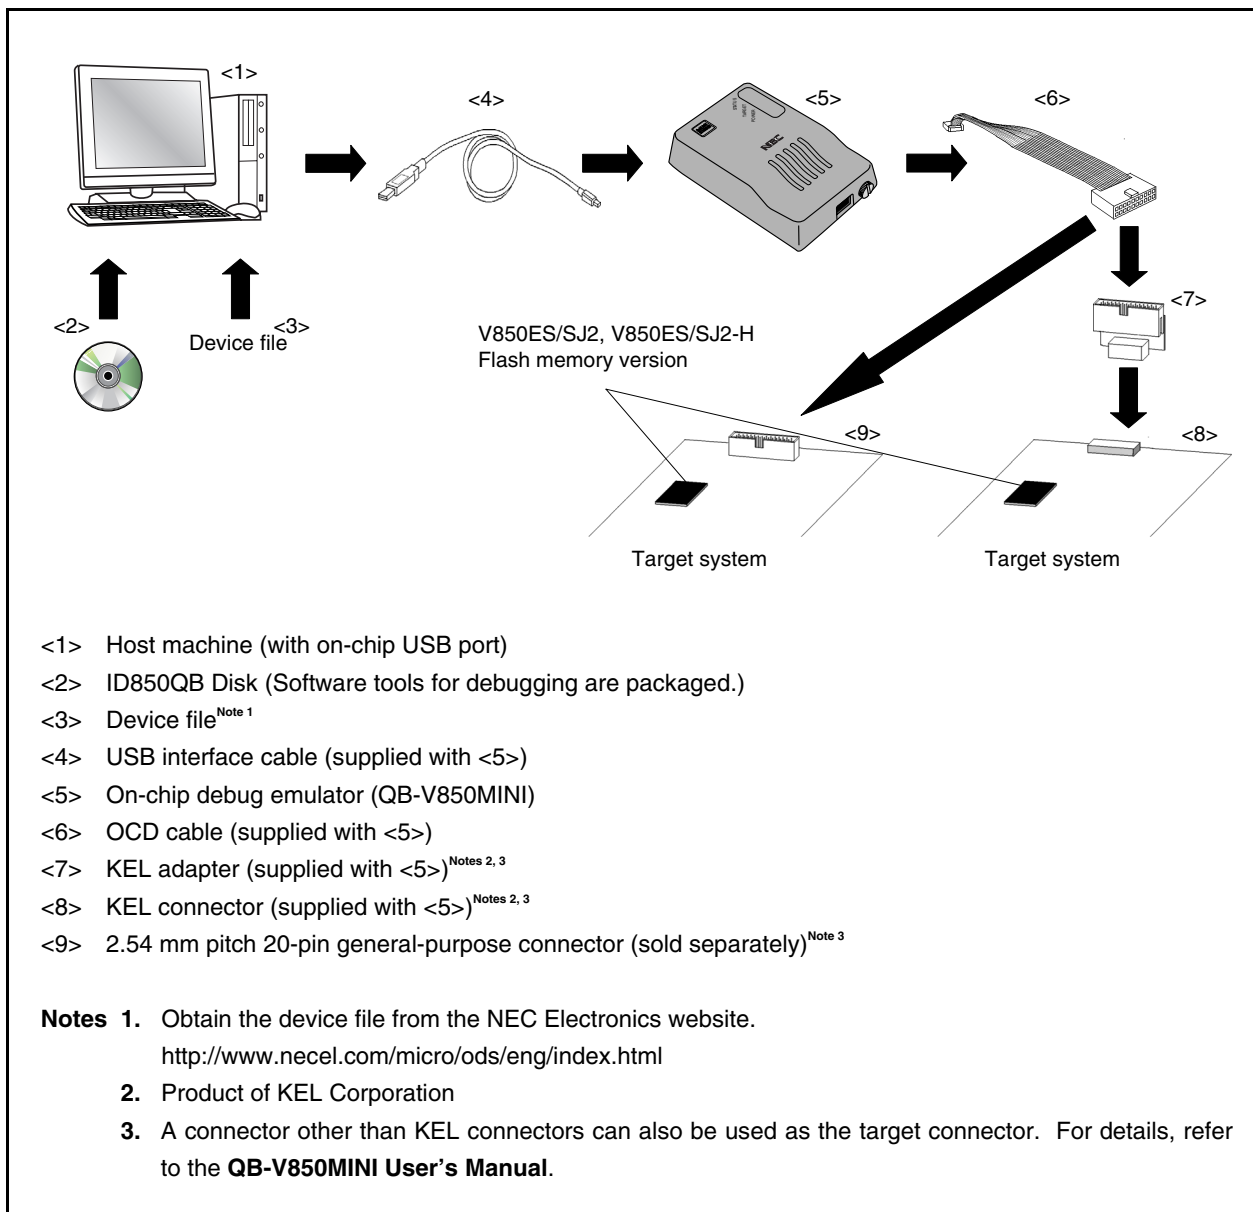 <1>
<4>
<5>
<6>
STATUS
TARGET
POWER
NEC
<2>
Device file
<3>
<7>
V850ES/SJ2, V850ES/SJ2-H
Flash memory version
<9>
<8>
Target system
Target system
<1> Host machine (with on-chip USB port)
<2> ID850QB Disk (Software tools for debugging are packaged.)
<3> Device file Note 1
<4> USB interface cable (supplied with <5>)
<5> On-chip debug emulator (QB-V850MINI)
<6> OCD cable (supplied with <5>)
<7> KEL adapter (supplied with <5>) Notes 2, 3
<8> KEL connector (supplied with <5>) Notes 2, 3
<9> 2.54 mm pitch 20-pin general-purpose connector (sold separately) Note 3
Notes 1. Obtain the device file from the NEC Electronics website.
http://www.necel.com/micro/ods/eng/index.html
2. Product of KEL Corporation
3. A connector other than KEL connectors can also be used as the target connector. For details, refer
to the QB-V850MINI User's Manual.